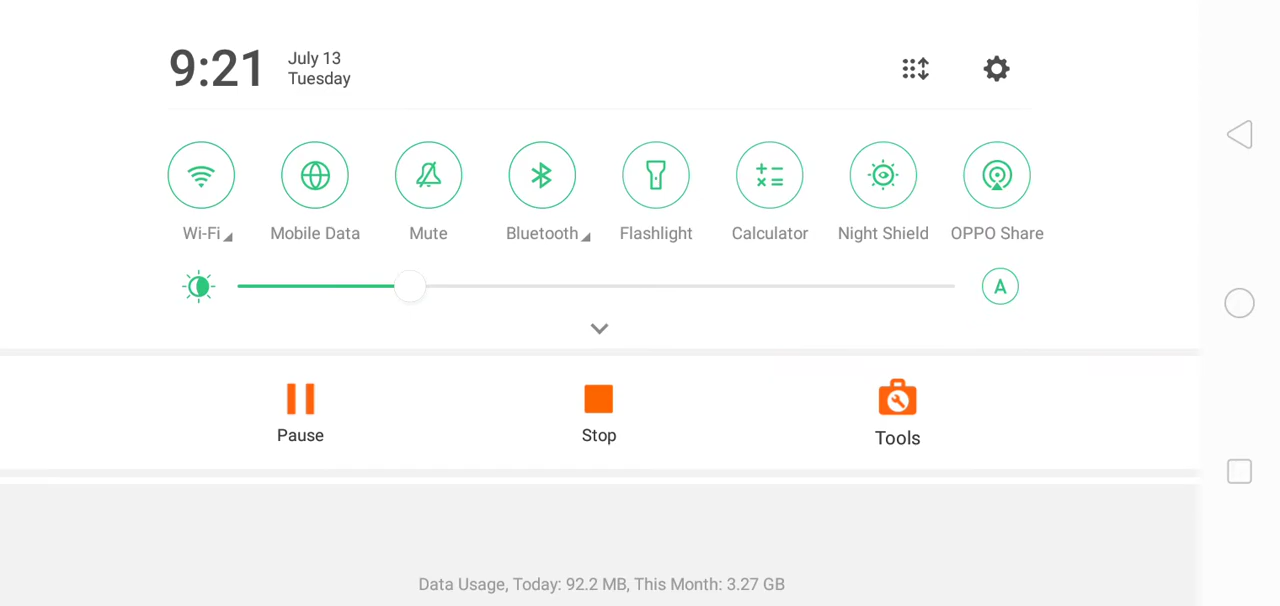 9:21
July 13
Tuesday
Wi-Fi
Mobile Data
Mute
Bluetooth
Flashlight
Calculator
Night Shield
OPPO Share
A
Pause
Stop
Tools
Data Usage, Today: 92.2 MB, This Month: 3.27 GB